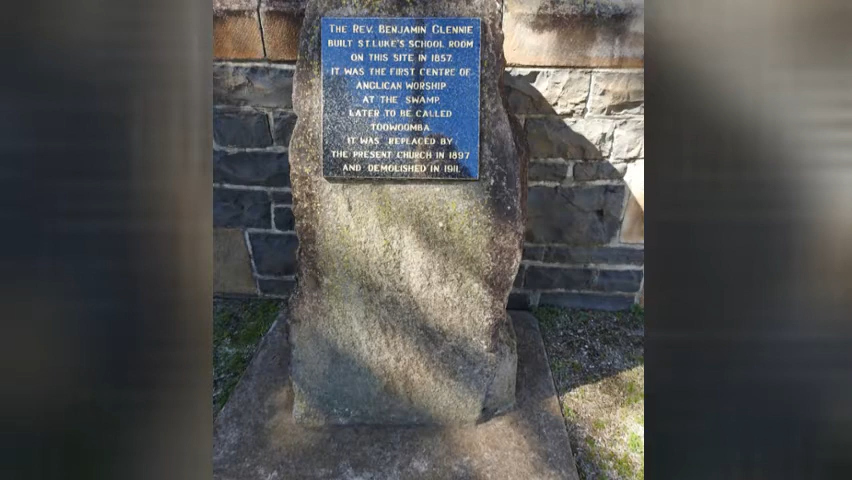 THE REV. BENJAMIN GLENNIE
BUILT ST.LUKE'S SCHOOL ROOM
ON THIS SITE IN 1857.
IT WAS THE FIRST CENTRE OF
ANGLICAN WORSHIP
AT THE SWAMP,
LATER TO BE CALLED
TOOWOOMBA.
IT WAS REPLACED BY
THE PRESENT CHURCH IN 1897
AND DEMOLISHED IN 1911.